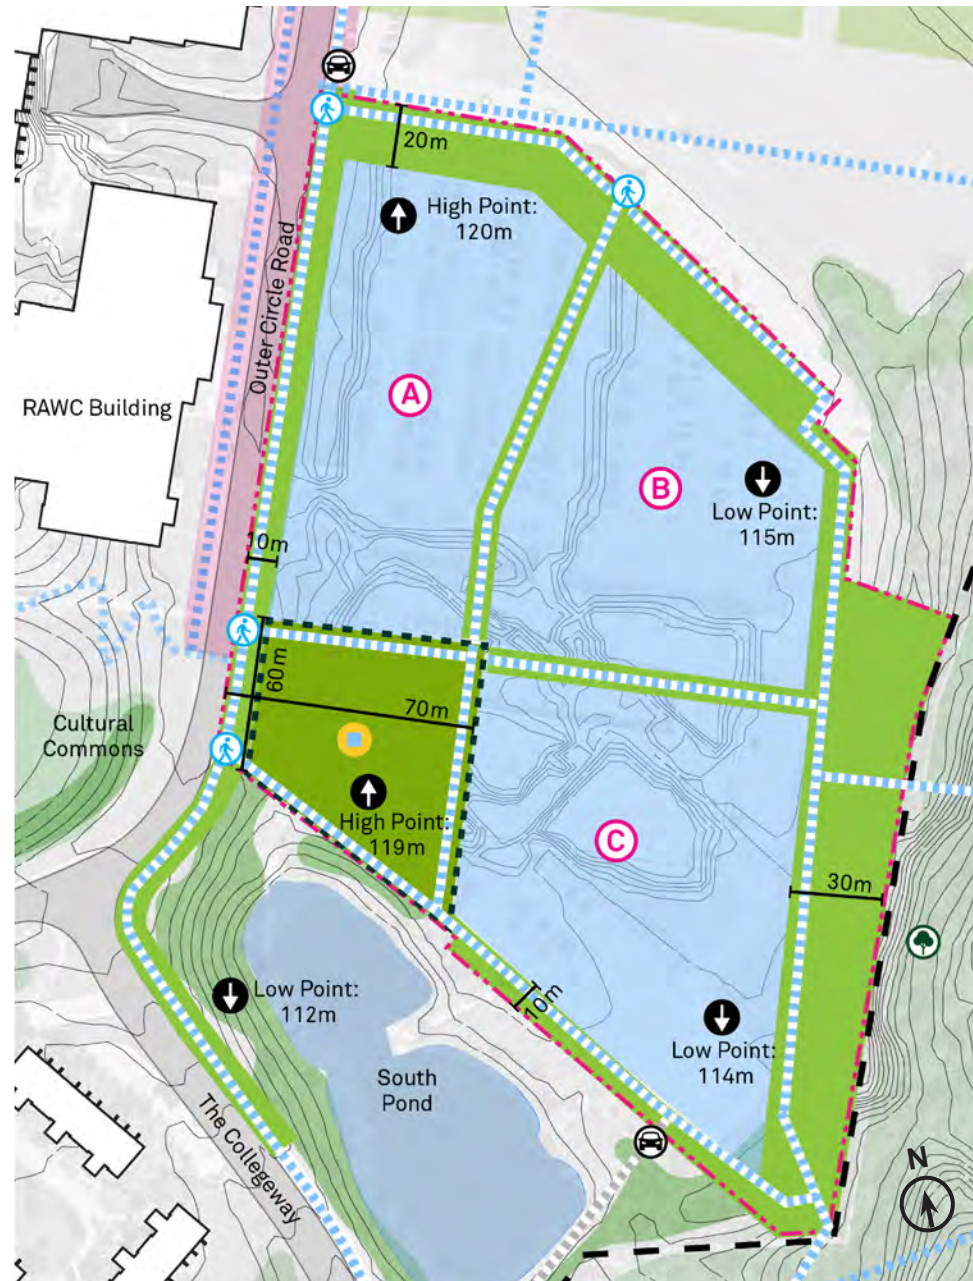 20m
High Point:
120m
Outer Circle Road
A
RAWC Building
B
Low Point:
115m
10m
60m
70m
Cultural
Commons
High Point:
119m
C
30m
Low Point:
112m
10m
Low Point:
114m
South
Pond
The Collegeway
N